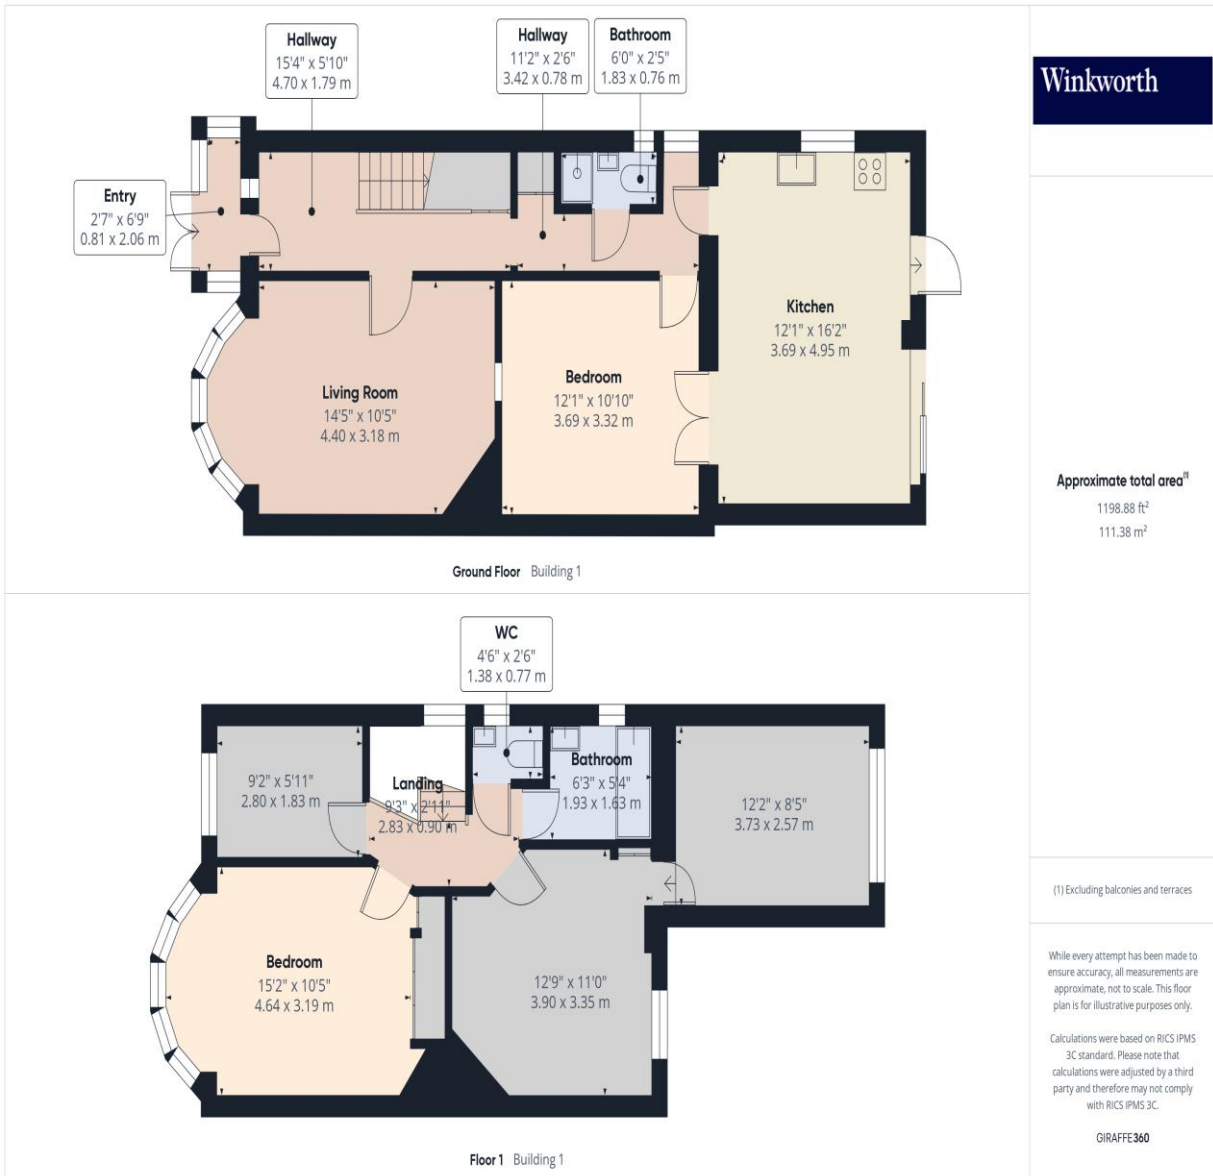 Hallway
15'4" x 5'10"
4.70 x 1.79 m
Hallway
11'2" x 2'6"
3.42 x 0.78 m
Bathroom
6'0" x 2'5"
1.83 x 0.76 m
Entry
2'7" x 6'9"
0.81 x 2.06 m
Living Room
14'5" x 10'5"
4.40 x 3.18 m
Bedroom
12'1" x 10'10"
3.69 x 3.32 m
Kitchen
12'1" x 16'2"
3.69 x 4.95 m
Ground Floor Building 1
WC
4'6" x 2'6"
1.38 x 0.77 m
9'2" x 5'11"
2.80 x 1.83 m
Landing
9'3" x 2'11"
2.83 x 0.90 m
Bathroom
6'3" x 5'4"
1.93 x 1.63 m
12'2" x 8'5"
3.73 x 2.57 m
Bedroom
15'2" x 10'5"
4.64 x 3.19 m
12'9" x 11'0"
3.90 x 3.35 m
Floor 1 Building 1
Winkworth
Approximate total area(1)
1198.88 ft²
111.38 m²
(1) Excluding balconies and terraces
While every attempt has been made to
ensure accuracy, all measurements are
approximate, not to scale. This floor
plan is for illustrative purposes only.
Calculations were based on RICS IPMS
3C standard. Please note that
calculations were adjusted by a third
party and therefore may not comply
with RICS IPMS 3C.
GIRAFFE360